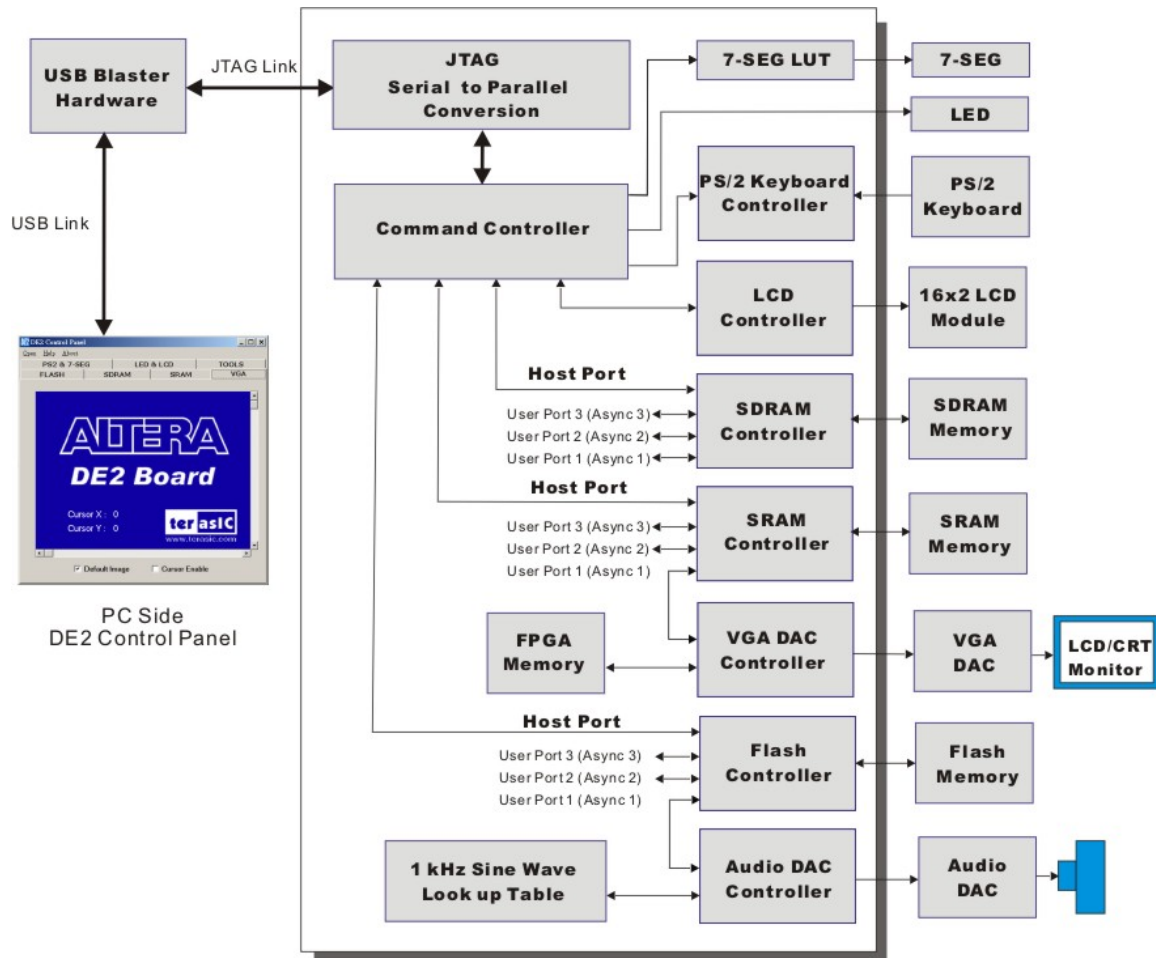 USB Blaster
Hardware
JTAG Link
JTAG
Serial to Parallel
Conversion
7-SEG LUT
7-SEG
LED
Command Controller
PS/2 Keyboard
Controller
PS/2
Keyboard
USB Link
LCD
Controller
16x2 LCD
Module
DE2 Control Panel
Open Help About
PS2 & 7-SEG LED & LCD TOOLS
FLASH SDRAM SRAM VGA
ALTERA
DE2 Board
Cursor X : 0
Cursor Y : 0
terasIC
www.terasic.com
Default Image Cursor Enable
PC Side
DE2 Control Panel
Host Port
User Port 3 (Async 3)
User Port 2 (Async 2)
User Port 1 (Async 1)
SDRAM
Controller
SDRAM
Memory
Host Port
User Port 3 (Async 3)
User Port 2 (Async 2)
User Port 1 (Async 1)
SRAM
Controller
SRAM
Memory
FPGA
Memory
VGA DAC
Controller
VGA
DAC
LCD/CRT
Monitor
Host Port
User Port 3 (Async 3)
User Port 2 (Async 2)
User Port 1 (Async 1)
Flash
Controller
Flash
Memory
1 kHz Sine Wave
Look up Table
Audio DAC
Controller
Audio
DAC